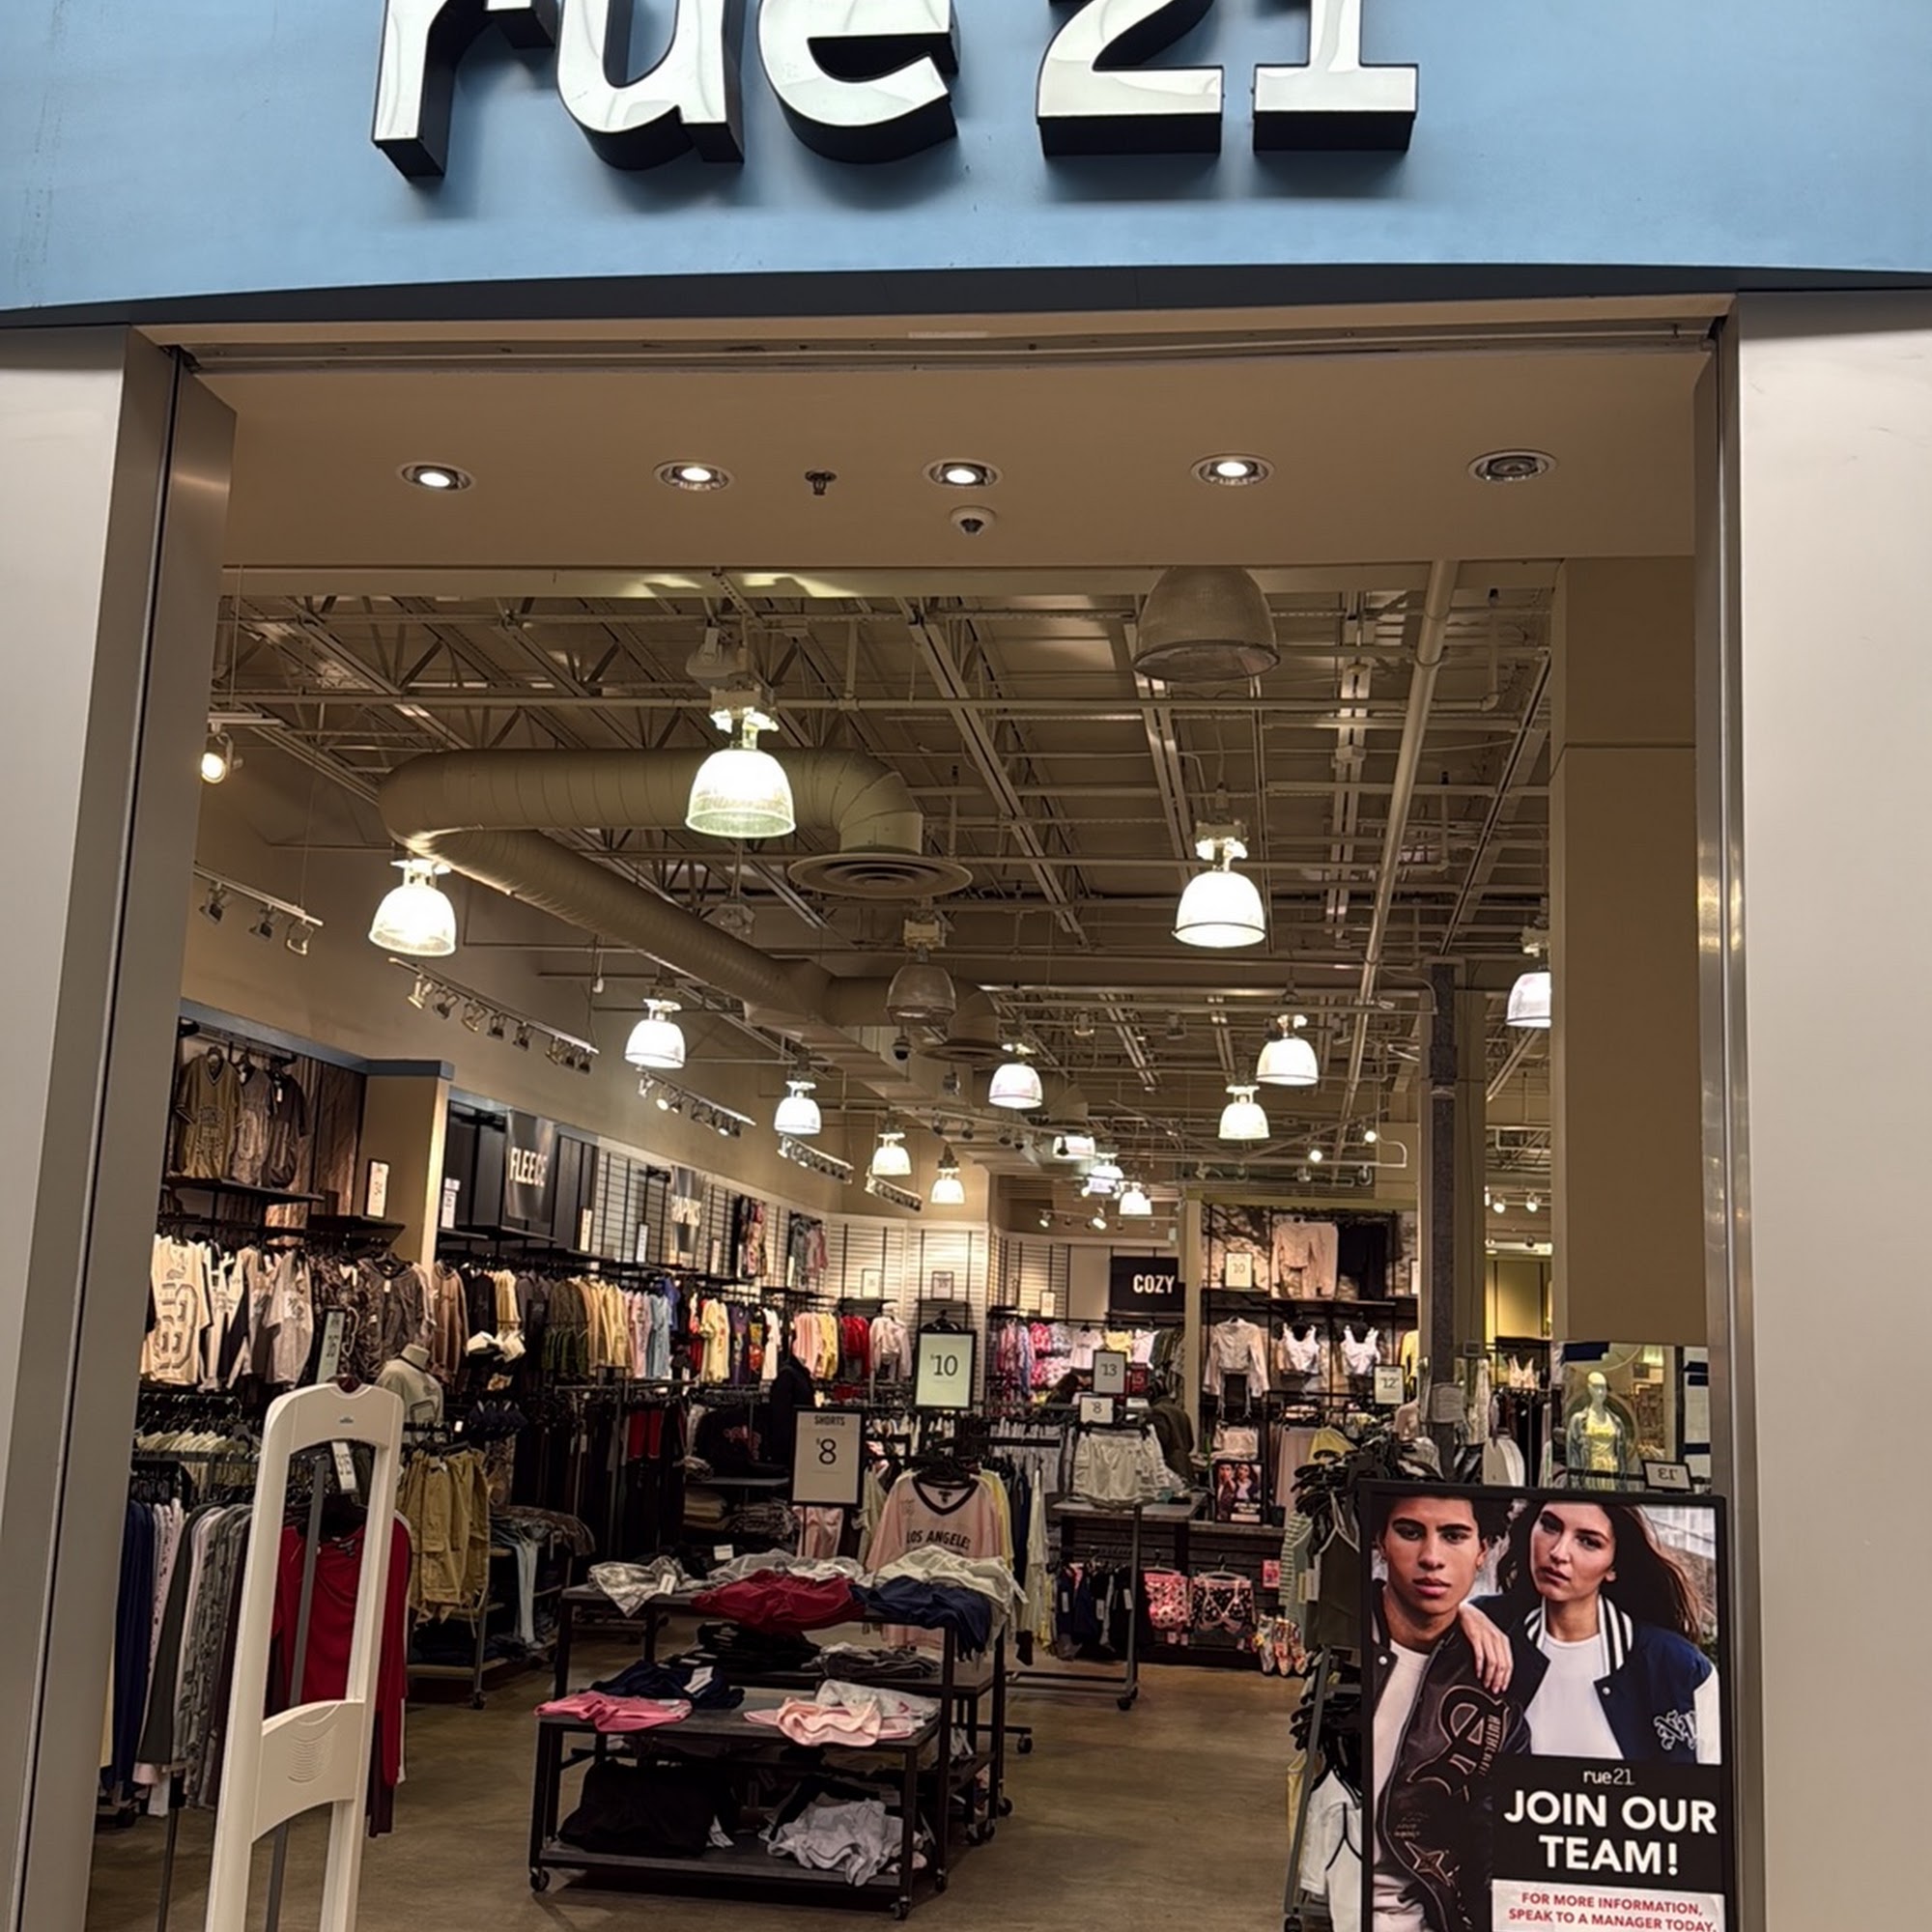 rue 21
FLEECE
COZY
$10
$10
$13
$12
$8
SHORTS
$8
LOS ANGELES
$13
rue21
JOIN OUR
TEAM!
FOR MORE INFORMATION,
SPEAK TO A MANAGER TODAY.